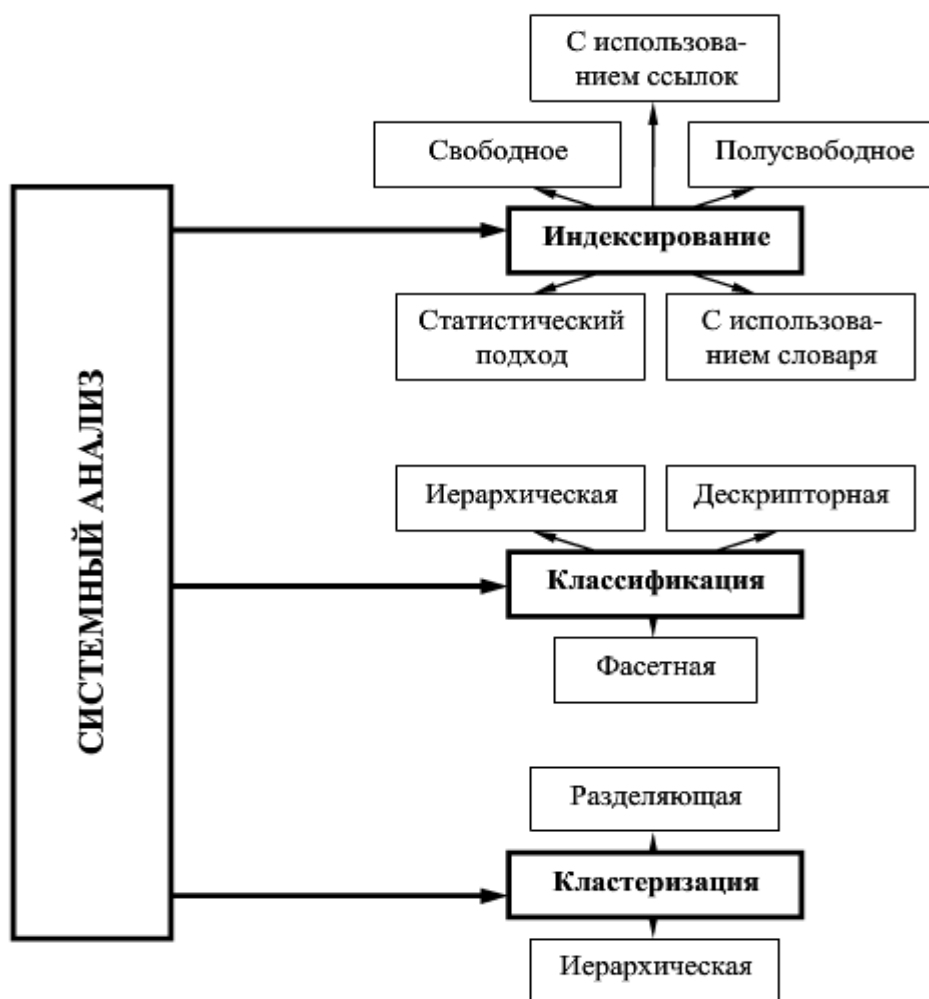 С использова-
нием ссылок
Свободное
Полусвободное
Индексирование
Статистический
подход
С использова-
нием словаря
СИСТЕМНЫЙ АНАЛИЗ
Иерархическая
Дескрипторная
Классификация
Фасетная
Разделяющая
Кластеризация
Иерархическая